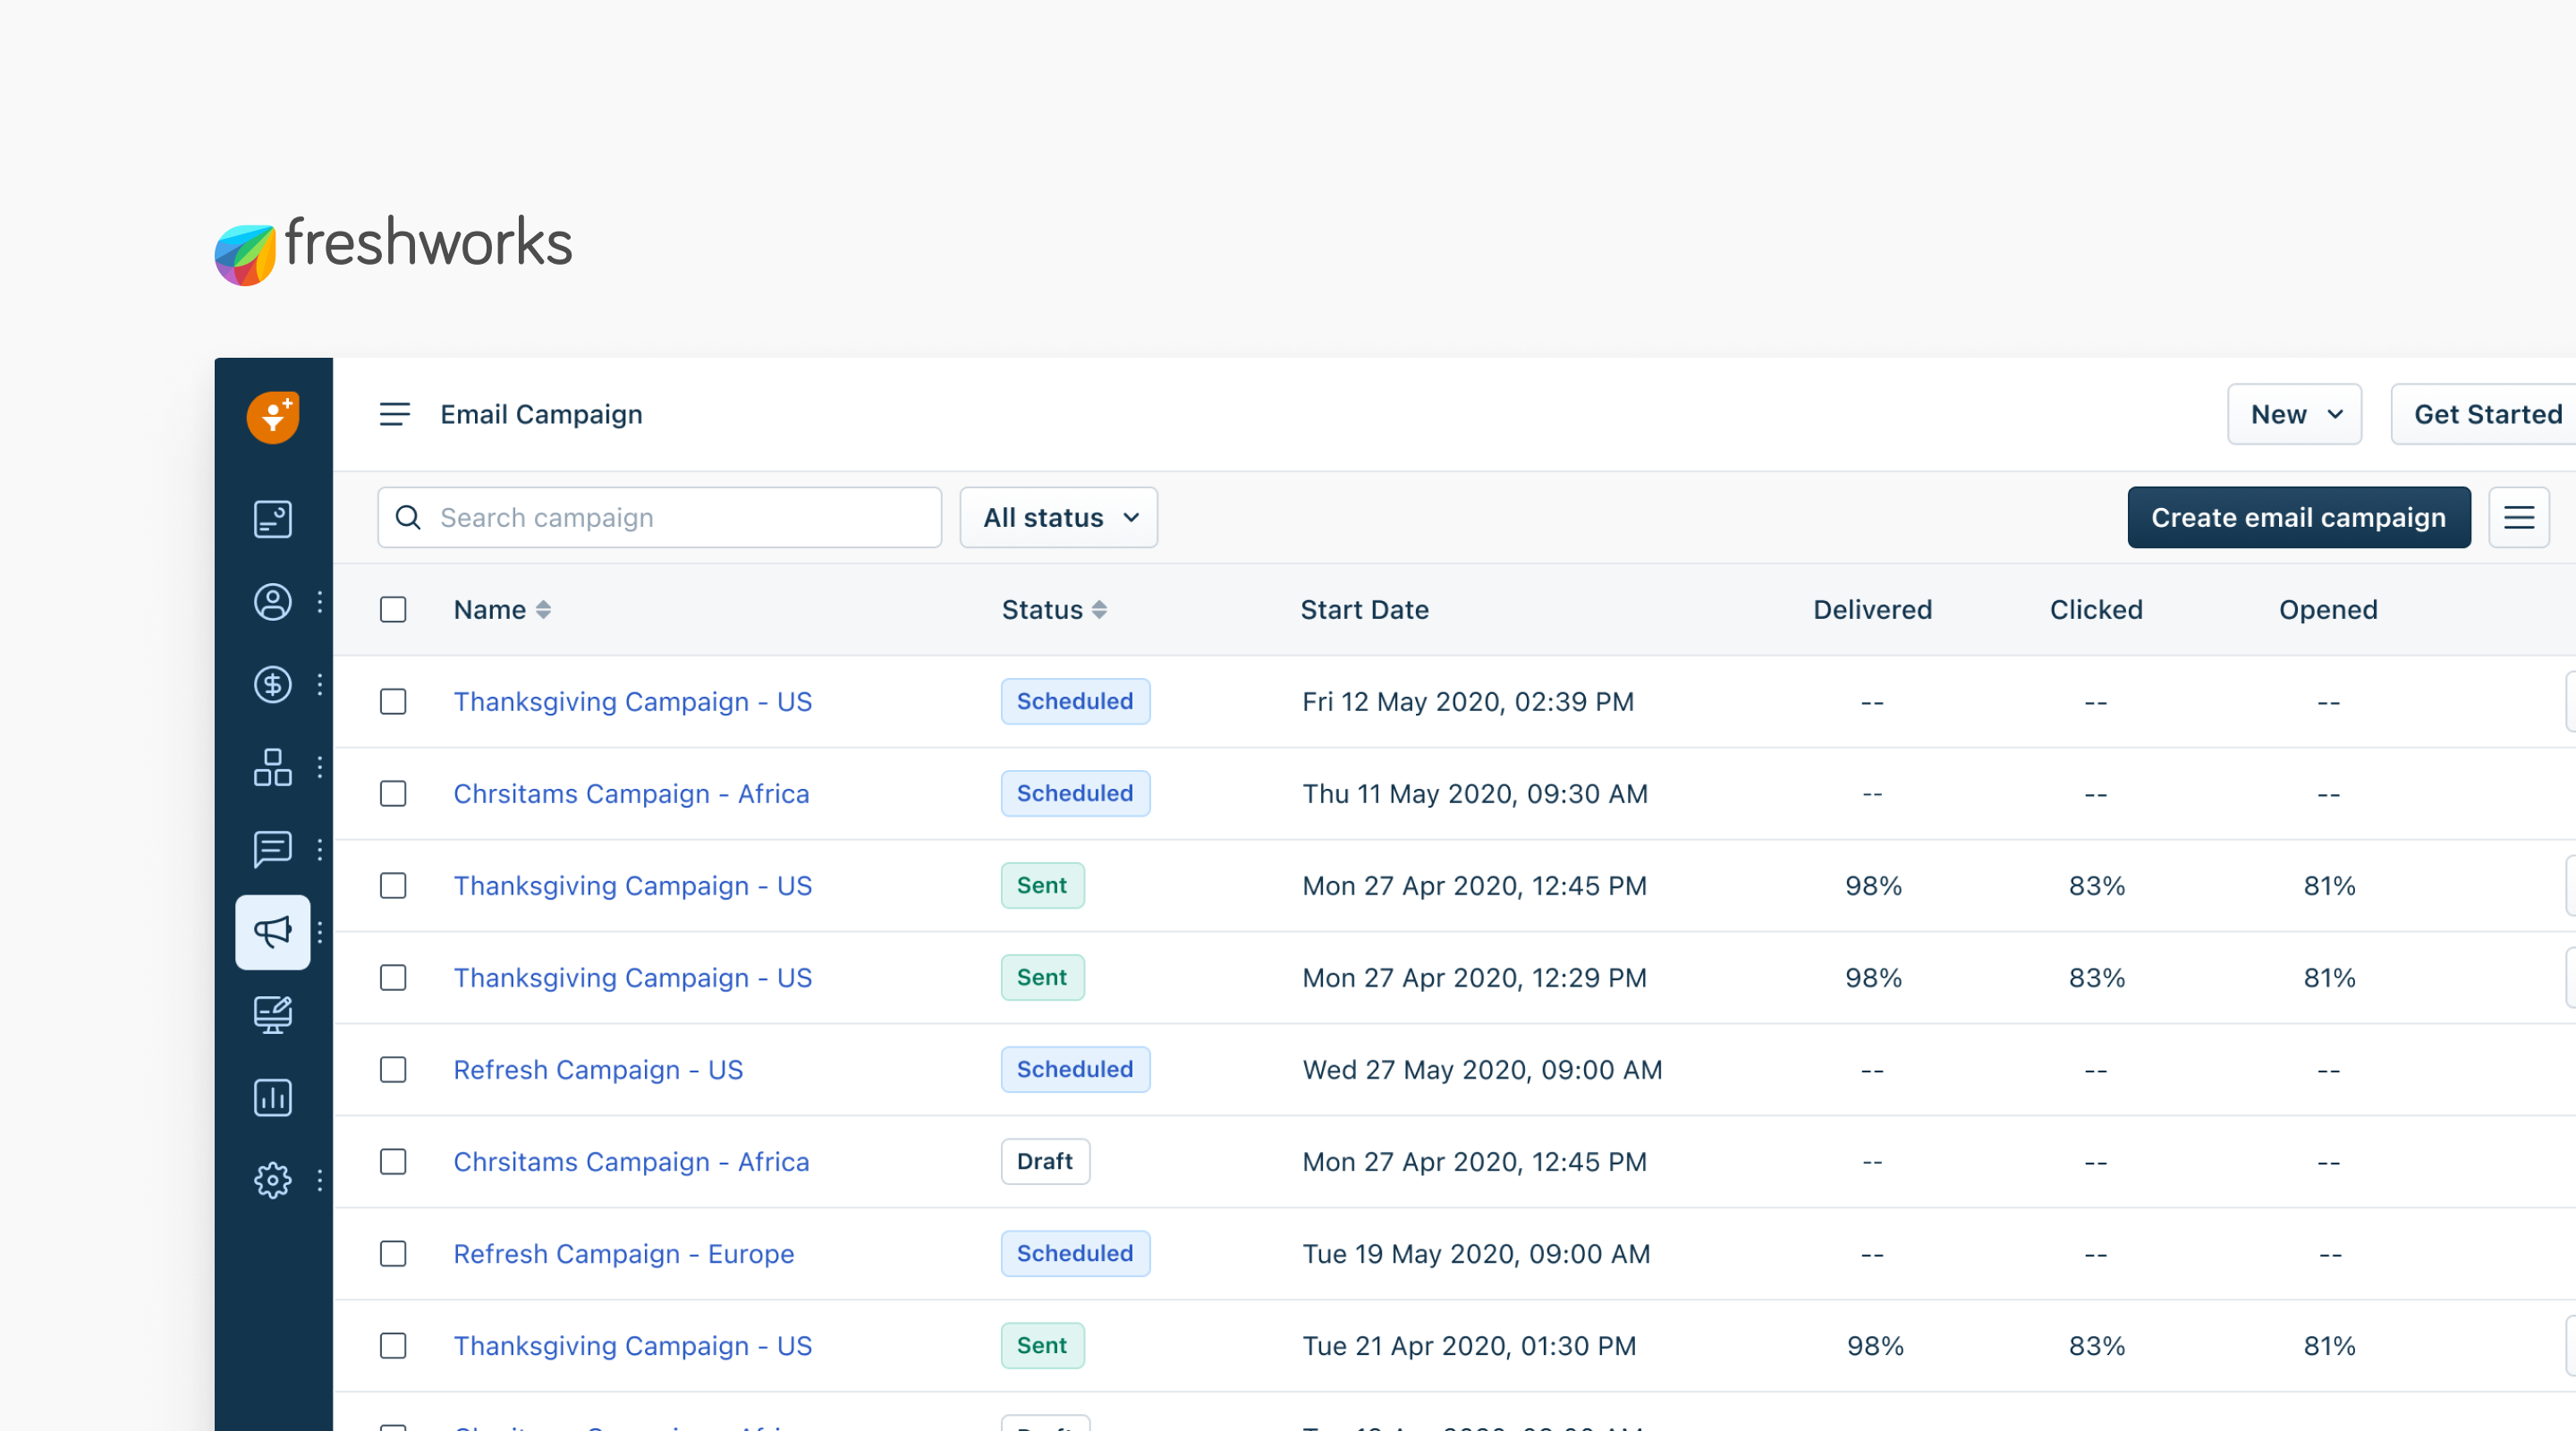 freshworks
Email Campaign New Get Started
Search campaign All status Create email campaign
Name Status Start Date Delivered Clicked Opened
Thanksgiving Campaign - US Scheduled Fri 12 May 2020, 02:39 PM -- -- --
Chrsitams Campaign - Africa Scheduled Thu 11 May 2020, 09:30 AM -- -- --
Thanksgiving Campaign - US Sent Mon 27 Apr 2020, 12:45 PM 98% 83% 81%
Thanksgiving Campaign - US Sent Mon 27 Apr 2020, 12:29 PM 98% 83% 81%
Refresh Campaign - US Scheduled Wed 27 May 2020, 09:00 AM -- -- --
Chrsitams Campaign - Africa Draft Mon 27 Apr 2020, 12:45 PM -- -- --
Refresh Campaign - Europe Scheduled Tue 19 May 2020, 09:00 AM -- -- --
Thanksgiving Campaign - US Sent Tue 21 Apr 2020, 01:30 PM 98% 83% 81%